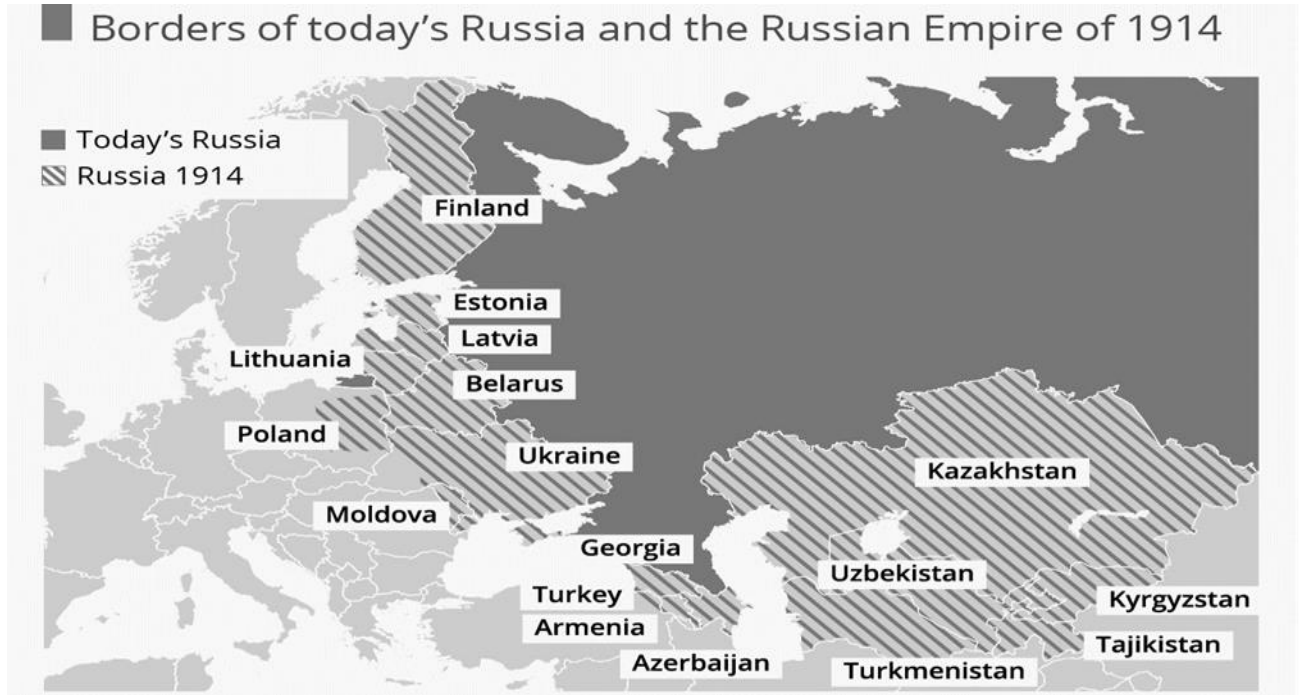 Borders of today's Russia and the Russian Empire of 1914
Today's Russia
Russia 1914
Finland
Estonia
Latvia
Lithuania
Belarus
Poland
Ukraine
Kazakhstan
Moldova
Georgia
Uzbekistan
Turkey
Kyrgyzstan
Armenia
Tajikistan
Azerbaijan
Turkmenistan